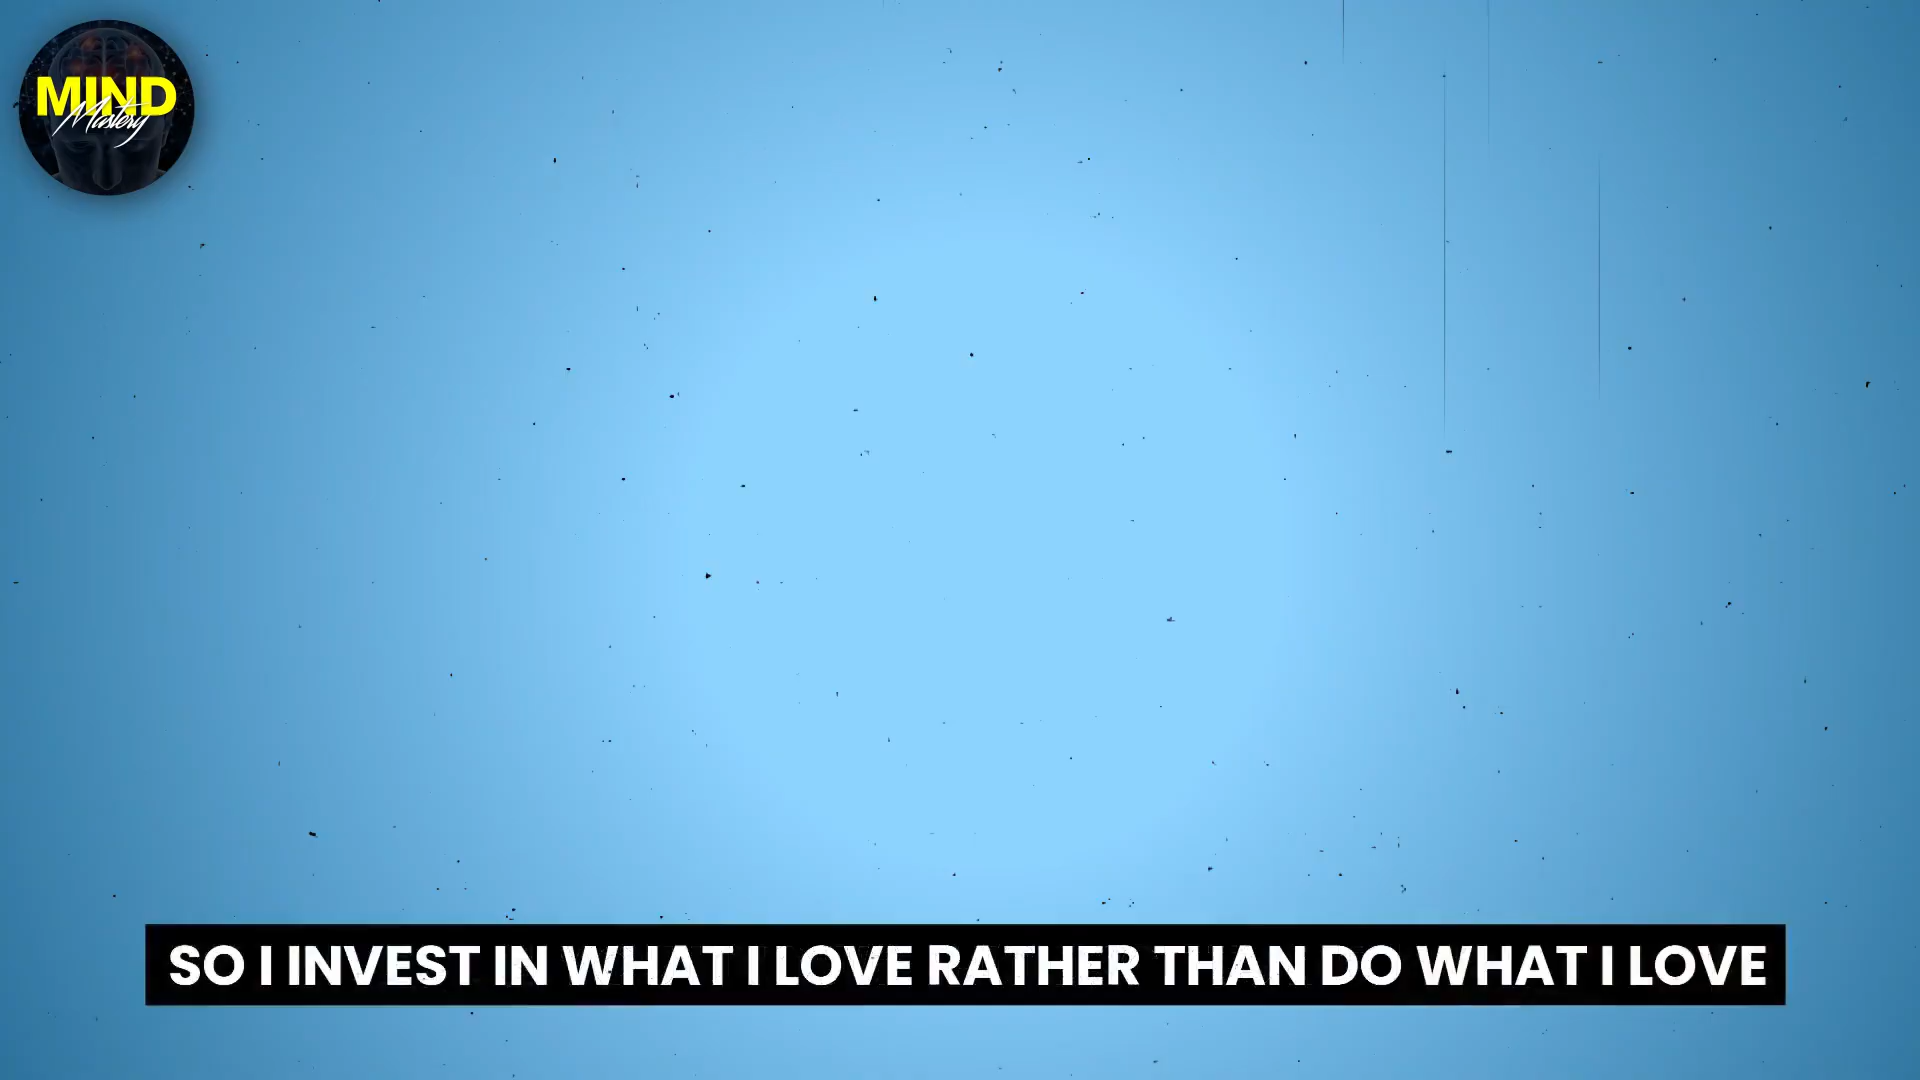 MIND
Mastery
SO I INVEST IN WHAT I LOVE RATHER THAN DO WHAT I LOVE